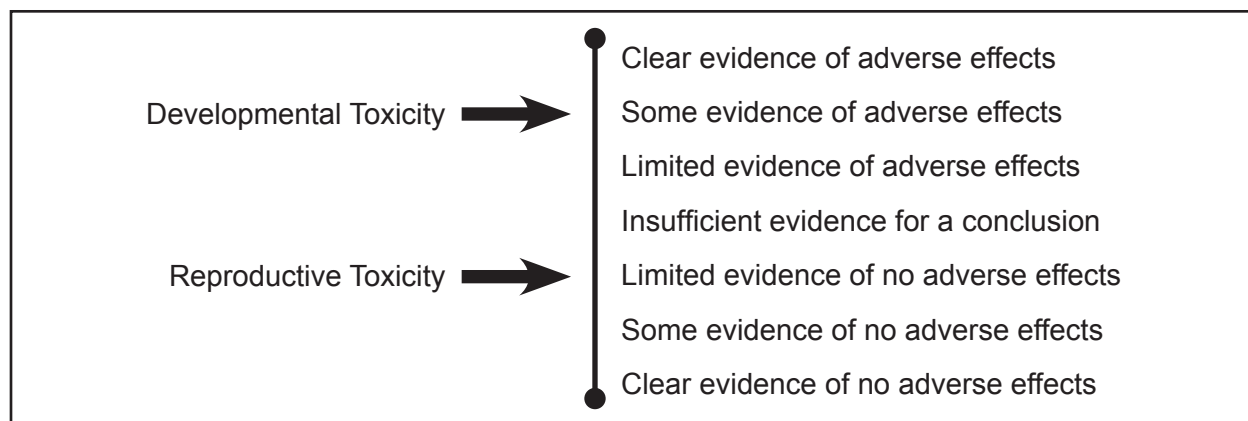 Clear evidence of adverse effects
Developmental Toxicity Some evidence of adverse effects
Limited evidence of adverse effects
Insufficient evidence for a conclusion
Reproductive Toxicity Limited evidence of no adverse effects
Some evidence of no adverse effects
Clear evidence of no adverse effects